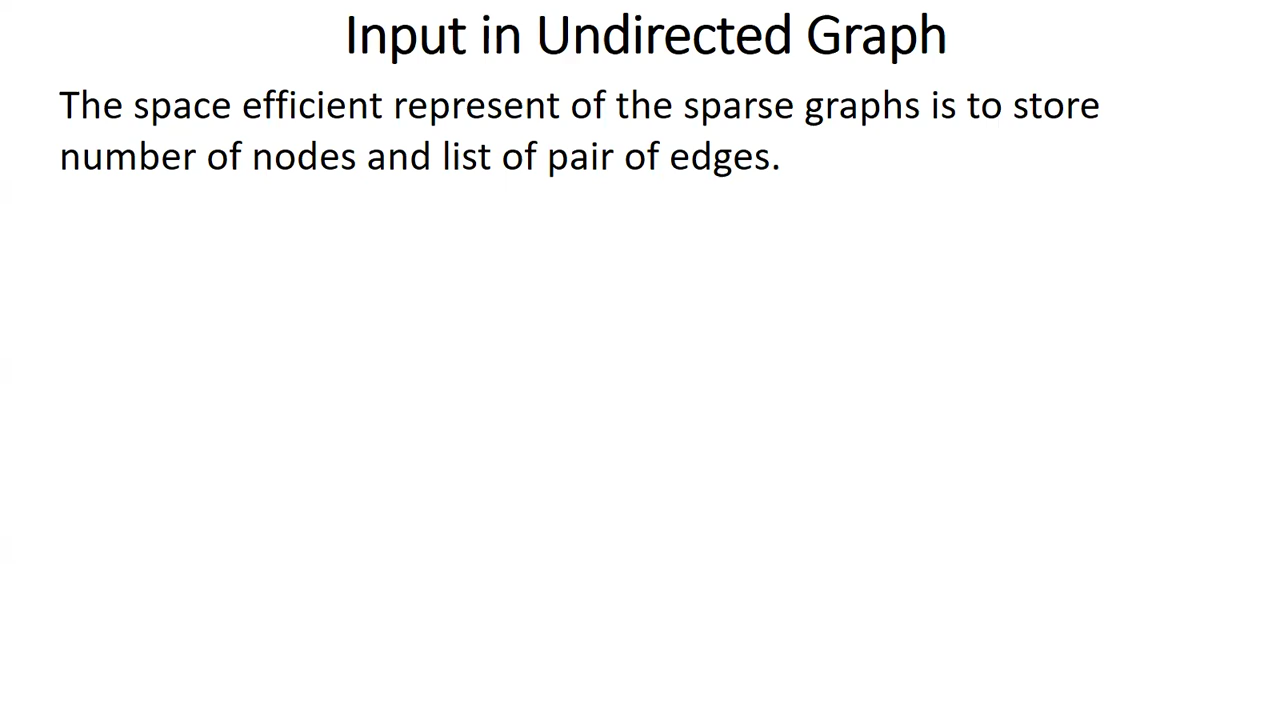 Input in Undirected Graph
The space efficient represent of the sparse graphs is to store
number of nodes and list of pair of edges.